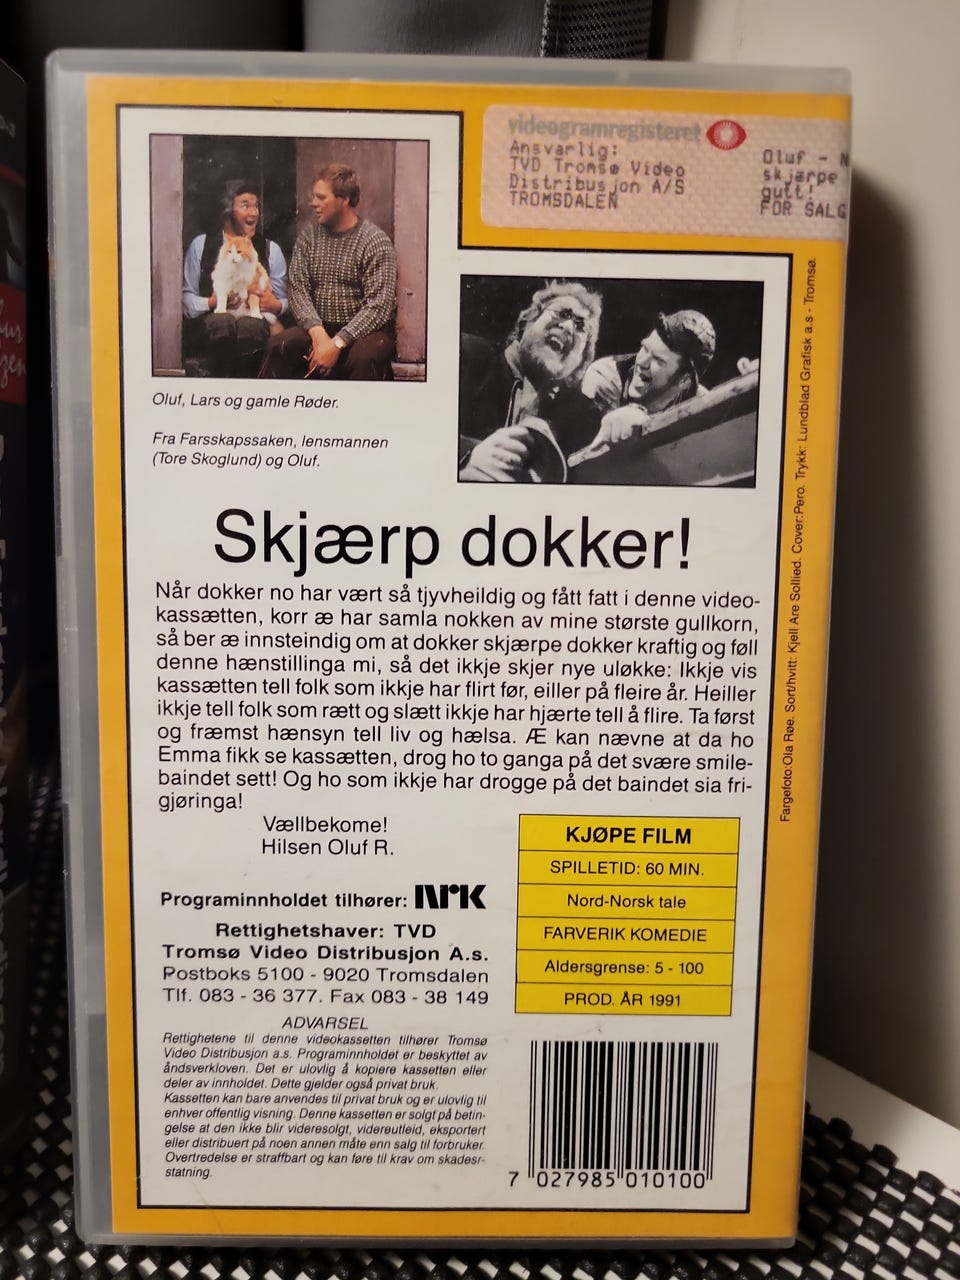 videogramregisteret
Ansvarlig:
TVD Tromsø Video
Distribusjon A/S
TROMSDALEN
Oluf - N
skjærpe
gutt!
FOR SALG
Oluf, Lars og gamle Røder.
Fra Farsskapssaken, lensmannen
(Tore Skoglund) og Oluf.
Skjærp dokker!
Når dokker no har vært så tjyvheildig og fått fatt i denne video-
kassætten, korr æ har samla nokken av mine største gullkorn,
så ber æ innsteindig om at dokker skjærpe dokker kraftig og føll
denne hænstillinga mi, så det ikkje skjer nye uløkke: Ikkje vis
kassætten tell folk som ikkje har flirt før, eiller på fleire år. Heiller
ikkje tell folk som rætt og slætt ikkje har hjærte tell å flire. Ta først
og fræmst hænsyn tell liv og hælsa. Æ kan nævne at da ho
Emma fikk se kassætten, drog ho to ganga på det svære smile-
baindet sett! Og ho som ikkje har drogge på det baindet sia fri-
gjøringa!
Vællbekome!
Hilsen Oluf R.
Programinnholdet tilhører: NRK
Rettighetshaver: TVD
Tromsø Video Distribusjon A.s.
Postboks 5100 - 9020 Tromsdalen
Tlf. 083 - 36 377. Fax 083 - 38 149
ADVARSEL
Rettighetene til denne videokassetten tilhører Tromsø
Video Distribusjon a.s. Programinnholdet er beskyttet av
åndsverkloven. Det er ulovlig å kopiere kassetten eller
deler av innholdet. Dette gjelder også privat bruk.
Kassetten kan bare anvendes til privat bruk og er ulovlig til
enhver offentlig visning. Denne kassetten er solgt på betin-
gelse at den ikke blir videresolgt, videreutleid, eksportert
eller distribuert på noen annen måte enn salg til forbruker.
Overtredelse er straffbart og kan føre til krav om skadesr-
statning.
KJØPE FILM
SPILLETID: 60 MIN.
Nord-Norsk tale
FARVERIK KOMEDIE
Aldersgrense: 5 - 100
PROD. ÅR 1991
7 027985 010100
Fargefoto:Ola Røe. Sort/hvitt: Kjell Are Sollied. Cover:Pero. Trykk: Lundblad Grafisk a.s - Tromsø.